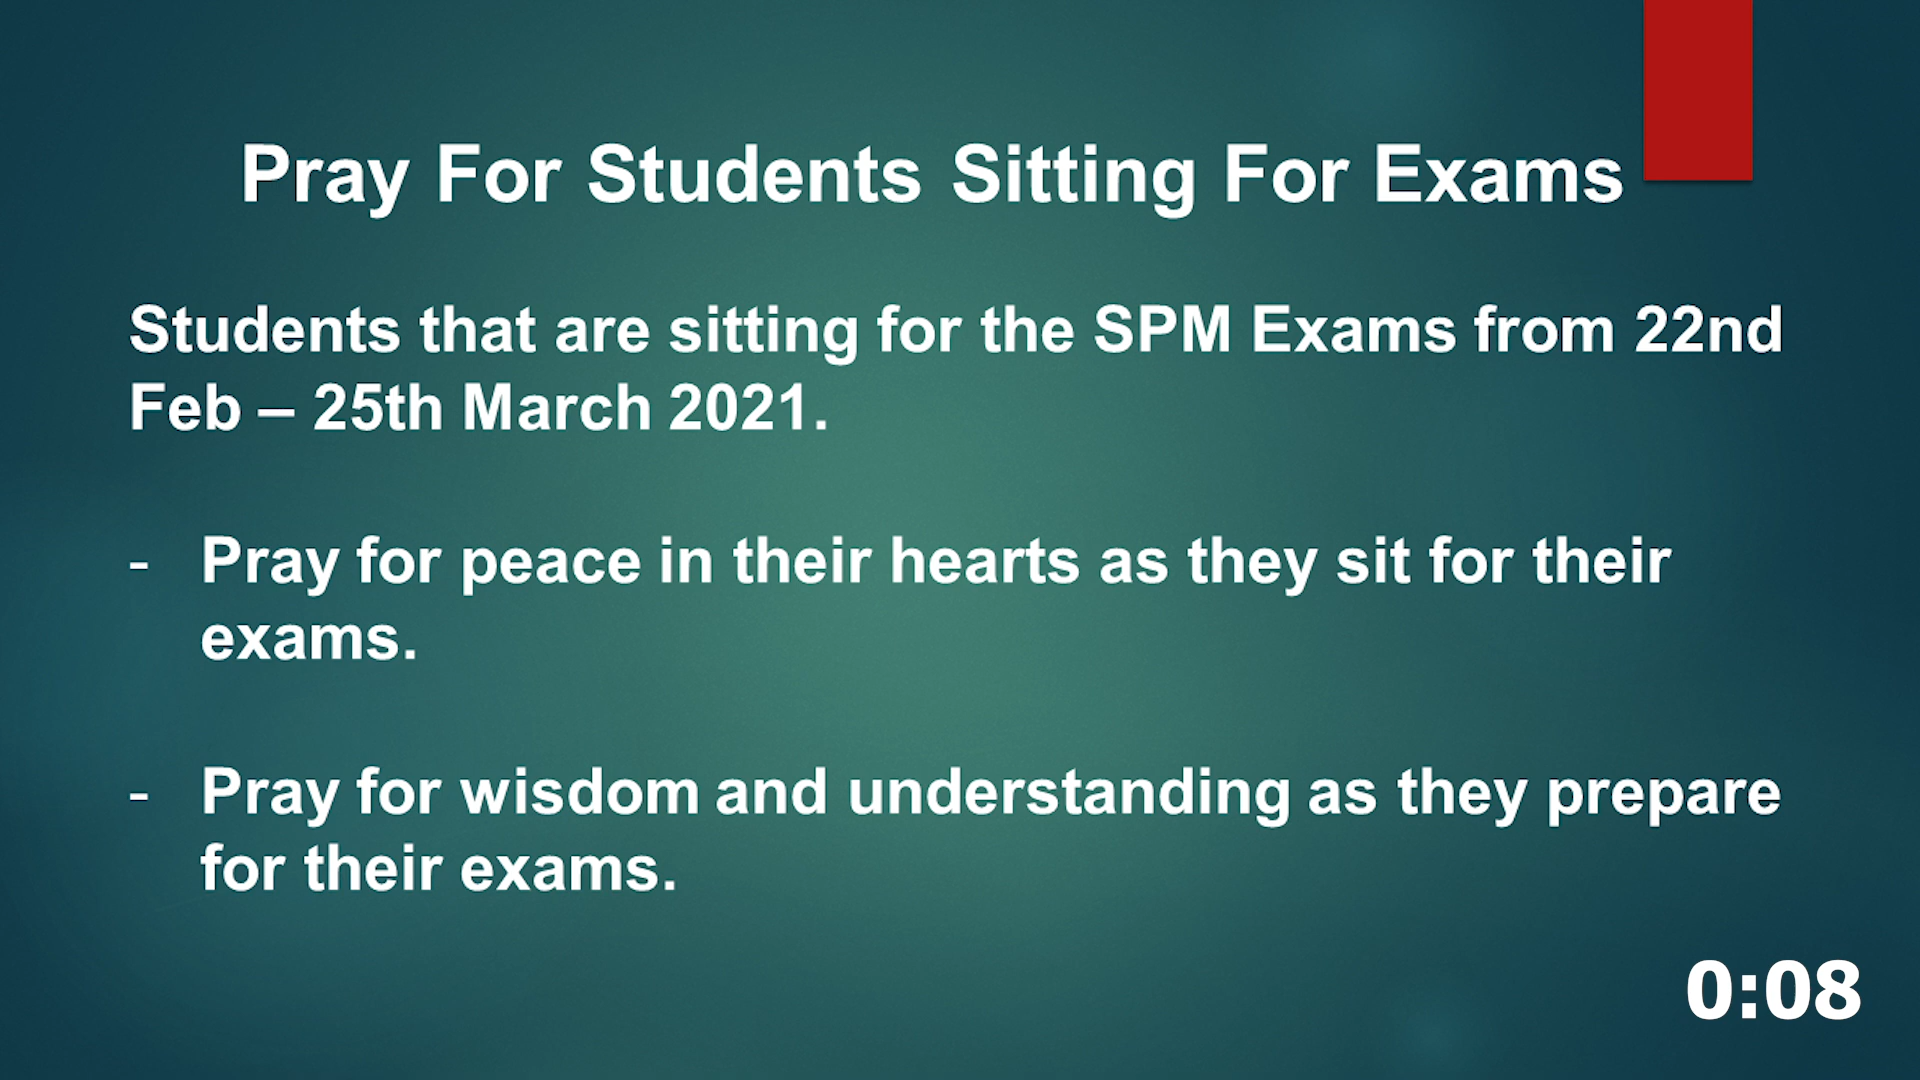 Pray For Students Sitting For Exams
Students that are sitting for the SPM Exams from 22nd
Feb – 25th March 2021.
- Pray for peace in their hearts as they sit for their
exams.
- Pray for wisdom and understanding as they prepare
for their exams.
0:08